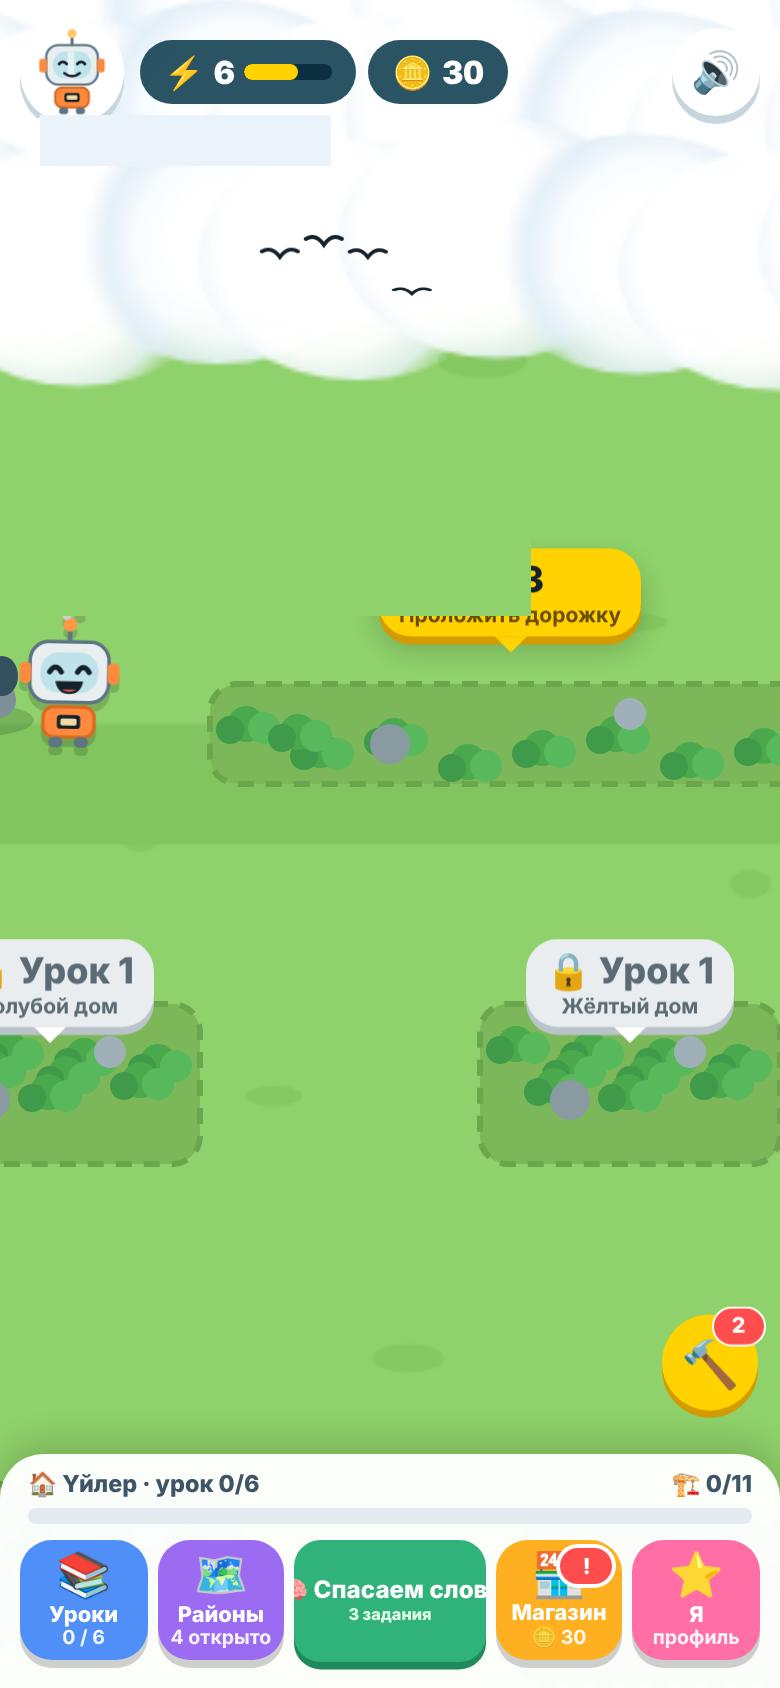 6
30
3
Проложить дорожку
Урок 1
Урок 1
олубой дом
Жёлтый дом
2
Үйлер · урок 0/6
0/11
!
Спасаем слов
3 задания
Уроки
0 / 6
Районы
4 открыто
24
Магазин
30
Я
профиль